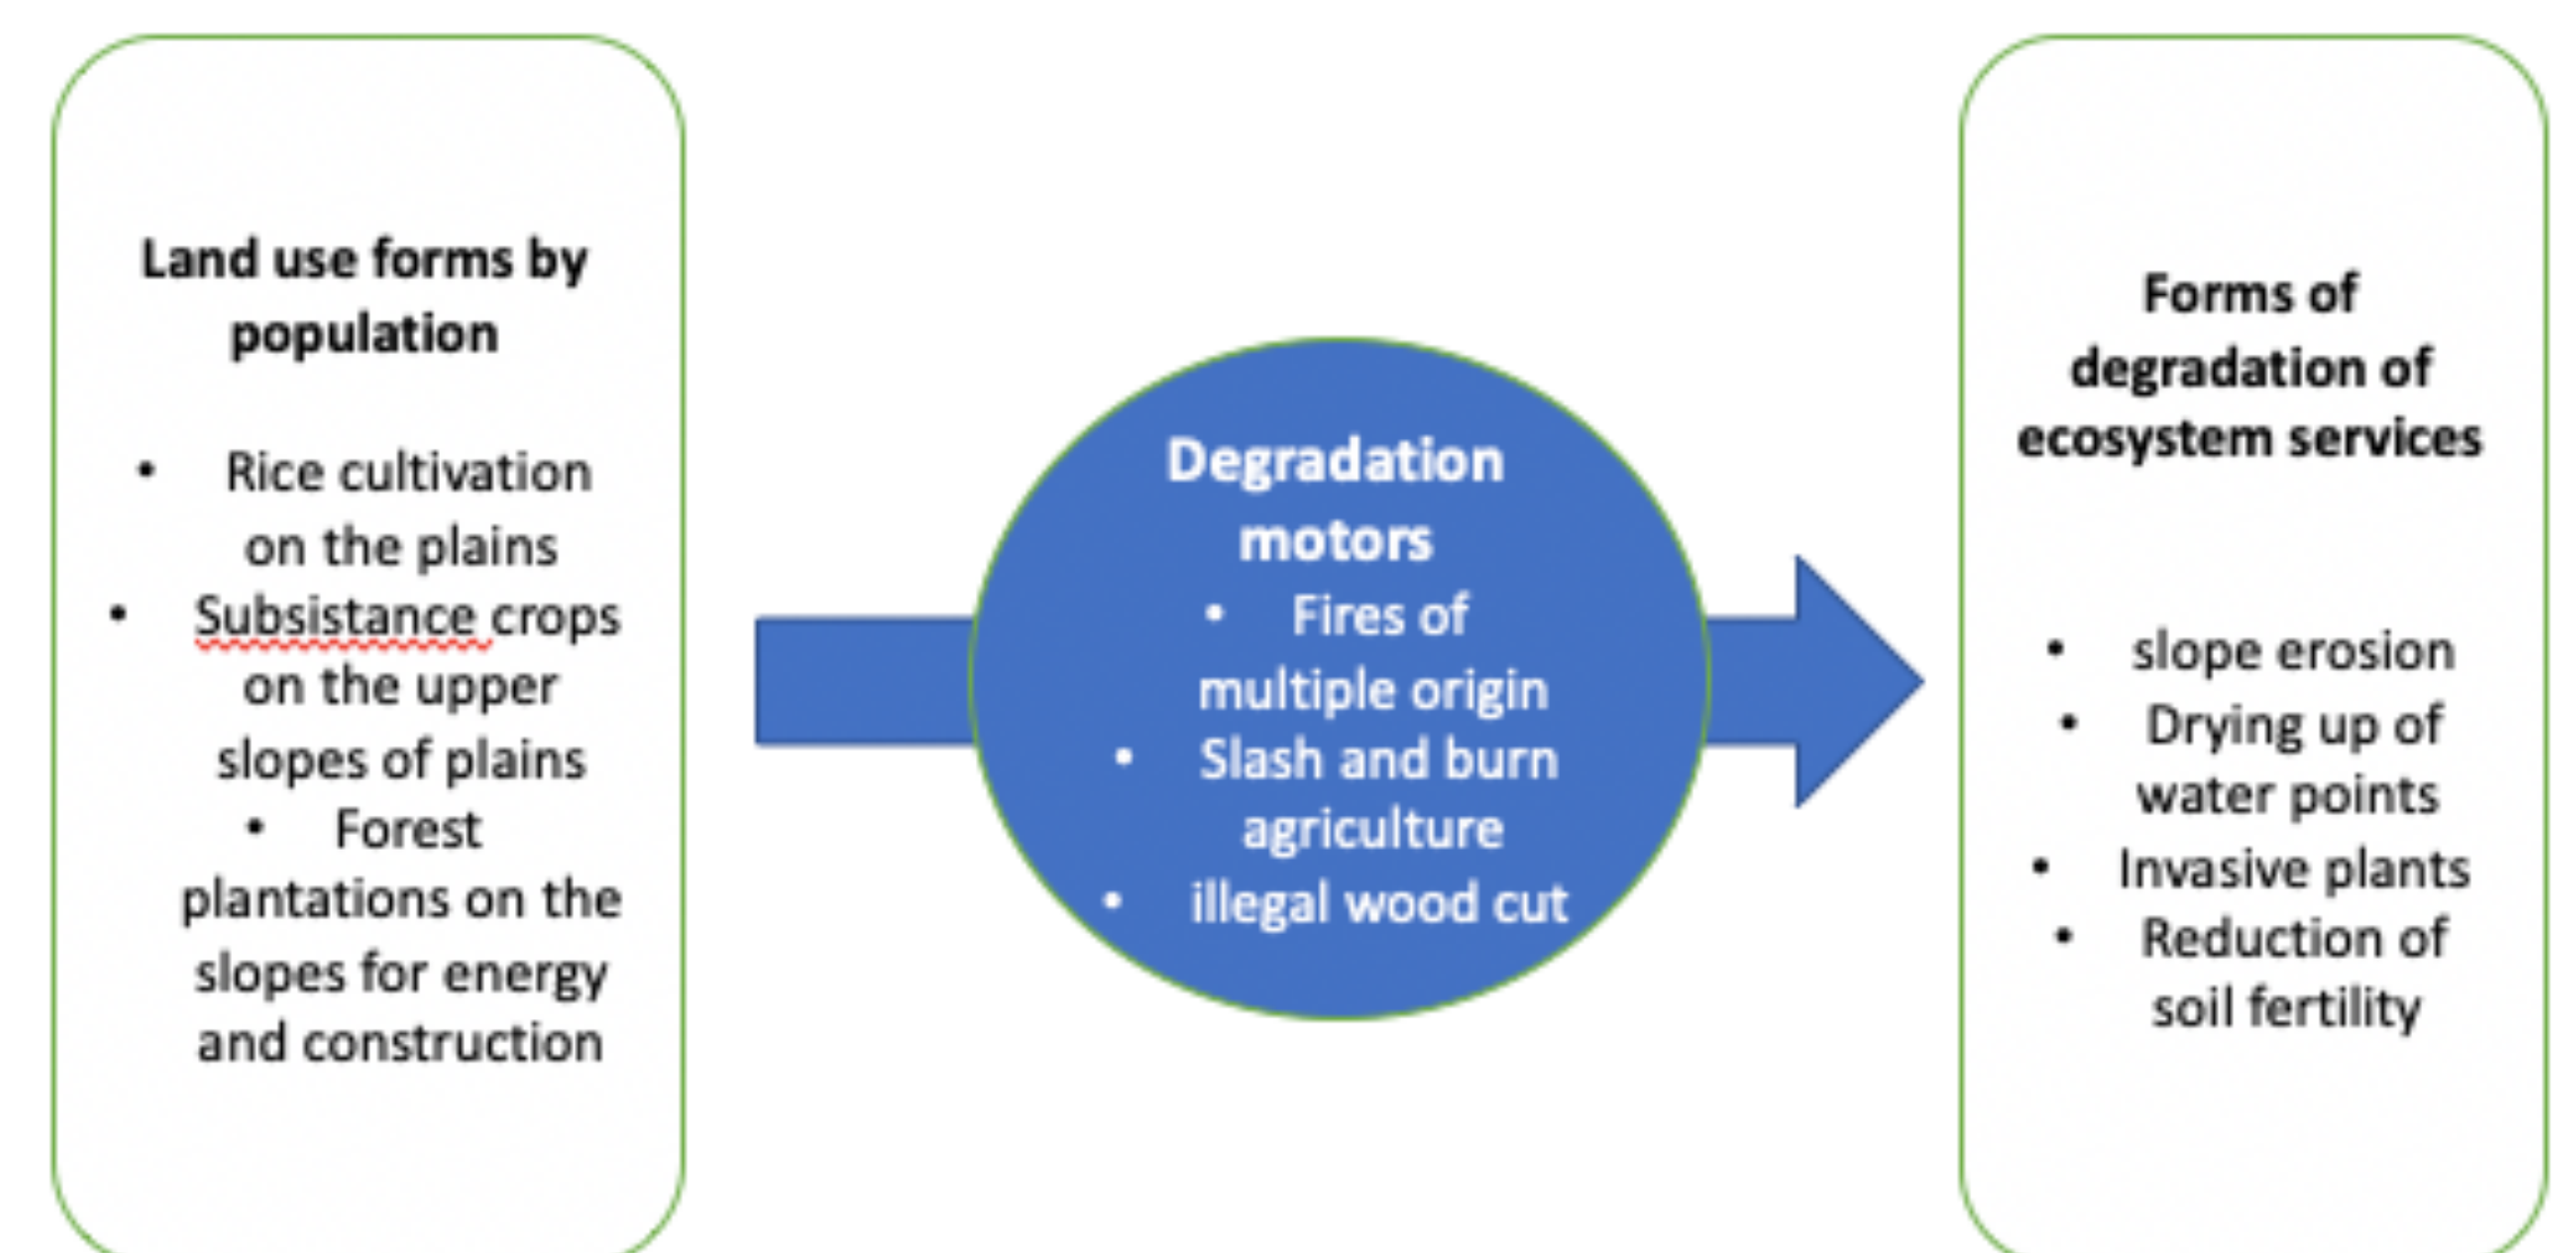 Land use forms by
population
• Rice cultivation
on the plains
• Subsistance crops
on the upper
slopes of plains
• Forest
plantations on the
slopes for energy
and construction
Degradation
motors
• Fires of
multiple origin
• Slash and burn
agriculture
• illegal wood cut
Forms of
degradation of
ecosystem services
• slope erosion
• Drying up of
water points
• Invasive plants
• Reduction of
soil fertility